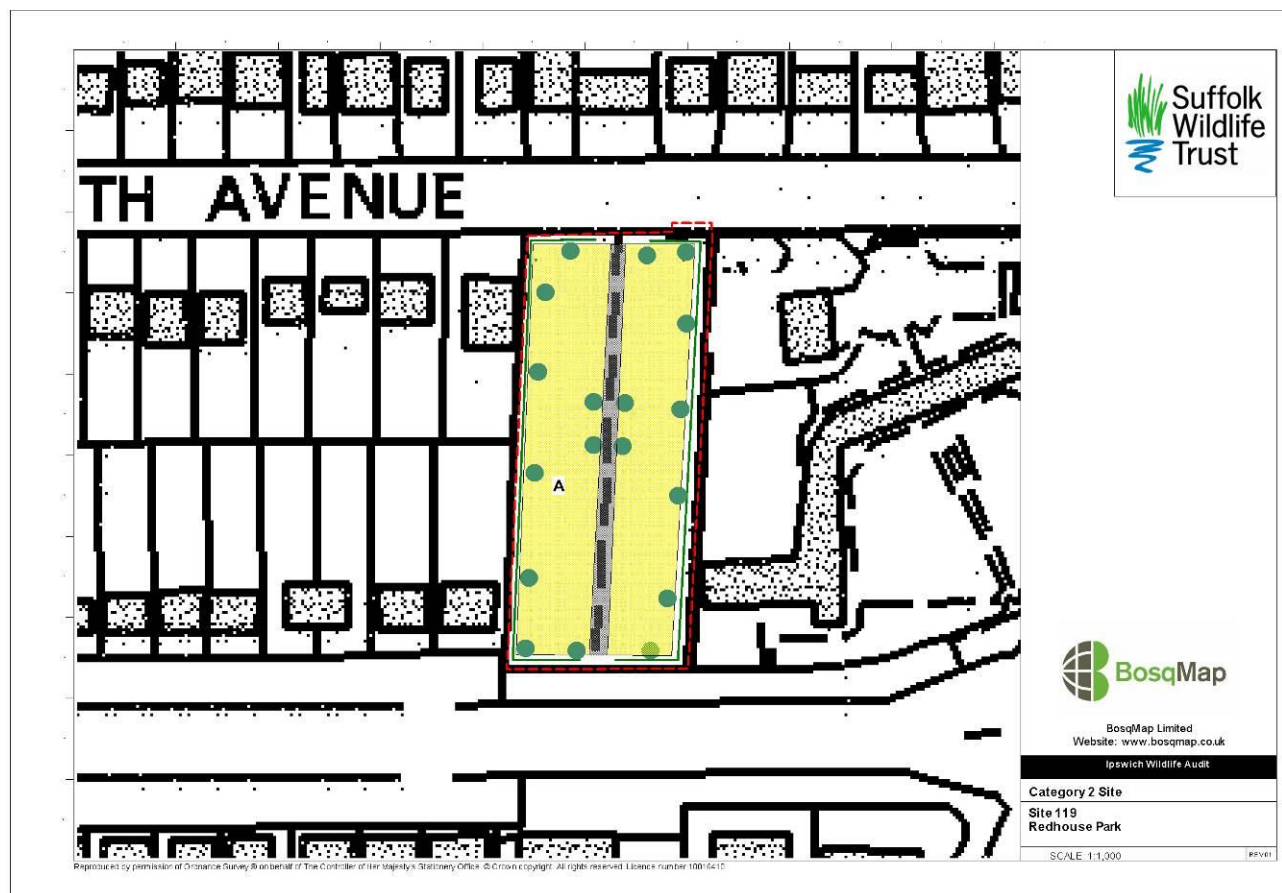 TH AVENUE
A
Suffolk
Wildlife
Trust
BosqMap
BosqMap Limited
Website: www.bosqmap.co.uk
Ipswich Wildlife Audit
Category 2 Site
Site 119
Redhouse Park
SCALE 1:1,000
REV01
Reproduced by permission of Ordnance Survey ® on behalf of The Controller of Her Majesty's Stationery Office. © Crown copyright. All rights reserved. Licence number 10016410